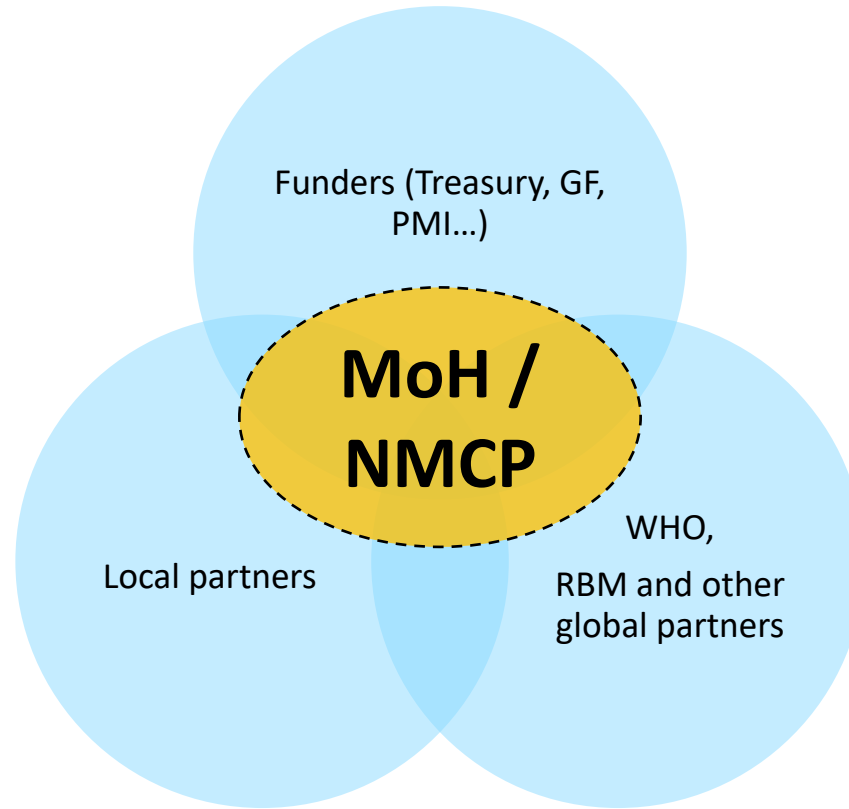 Funders (Treasury, GF,
PMI...)
MoH /
NMCP
Local partners
WHO,
RBM and other
global partners